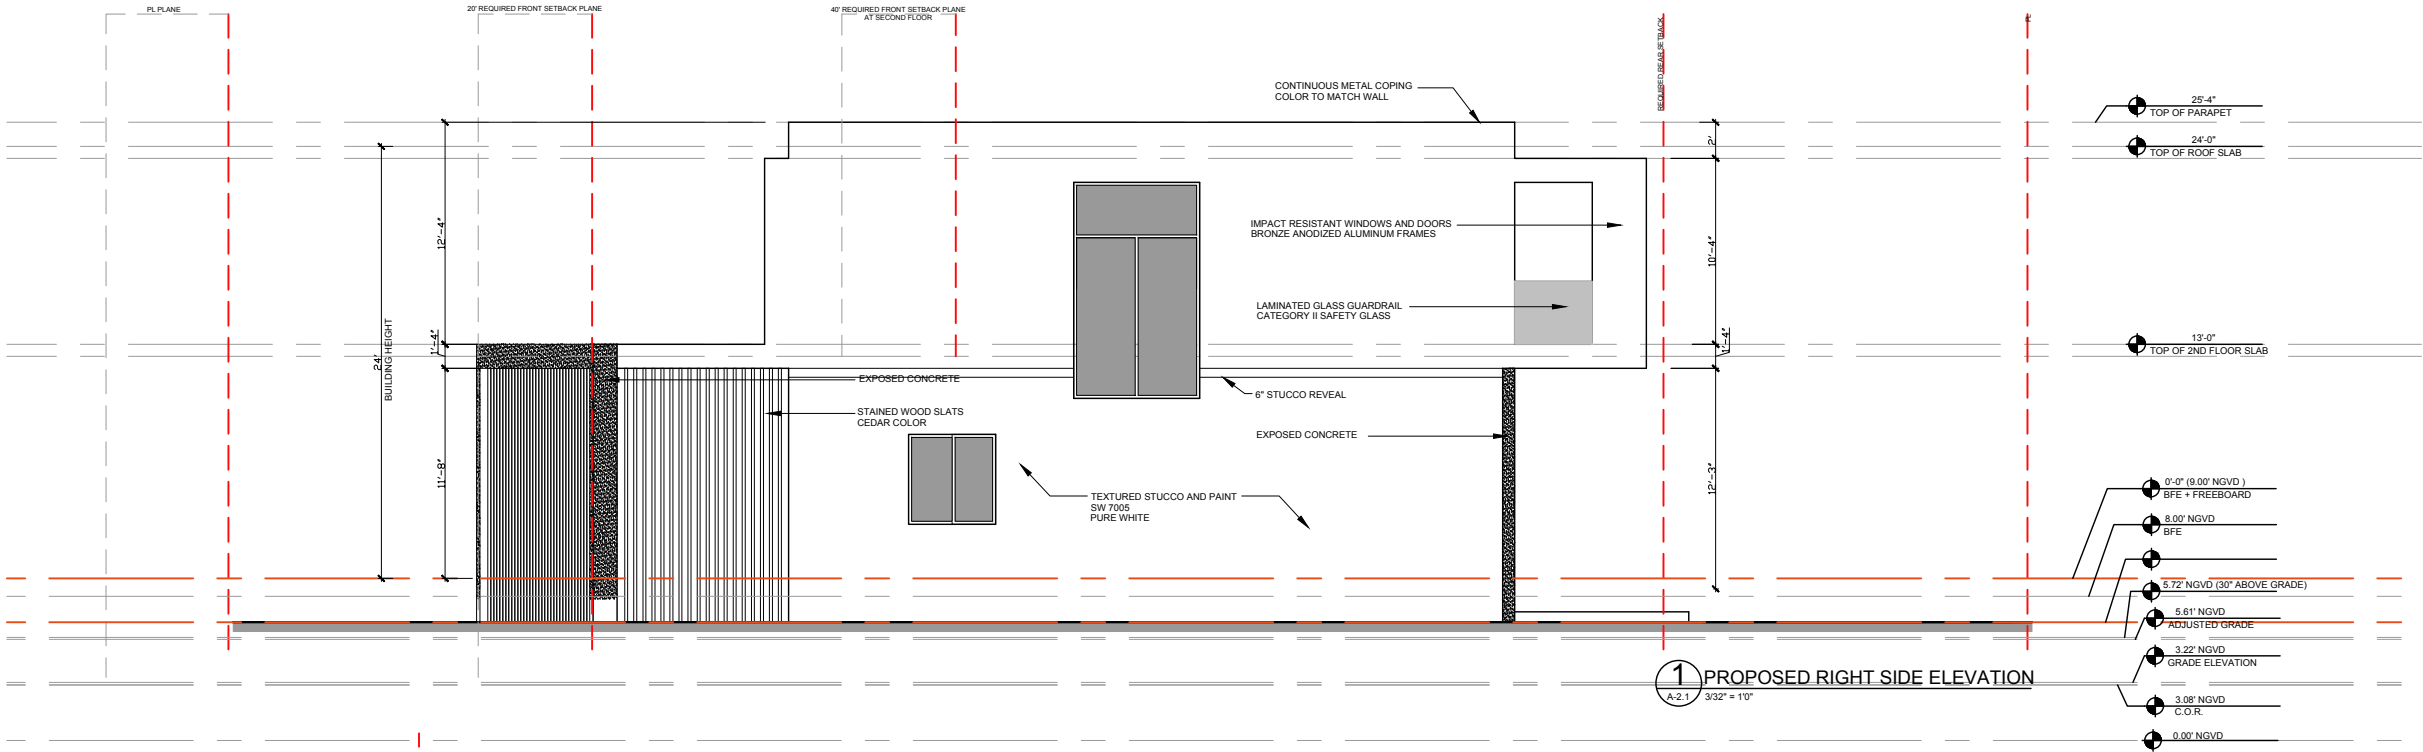 PL PLANE
20' REQUIRED FRONT SETBACK PLANE
40' REQUIRED FRONT SETBACK PLANE
AT SECOND FLOOR
REQUIRED REAR SETBACK
PL
CONTINUOUS METAL COPING
COLOR TO MATCH WALL
25'-4"
TOP OF PARAPET
24'-0"
TOP OF ROOF SLAB
2'
12'-4"
IMPACT RESISTANT WINDOWS AND DOORS
BRONZE ANODIZED ALUMINUM FRAMES
10'-4"
LAMINATED GLASS GUARDRAIL
CATEGORY II SAFETY GLASS
1'-4"
24'
BUILDING HEIGHT
1'-4"
13'-0"
TOP OF 2ND FLOOR SLAB
EXPOSED CONCRETE
6" STUCCO REVEAL
STAINED WOOD SLATS
CEDAR COLOR
EXPOSED CONCRETE
11'-8"
12'-3"
TEXTURED STUCCO AND PAINT
SW 7005
PURE WHITE
0'-0" (9.00' NGVD )
BFE + FREEBOARD
8.00' NGVD
BFE
5.72' NGVD (30" ABOVE GRADE)
5.61' NGVD
ADJUSTED GRADE
3.22' NGVD
GRADE ELEVATION
3.08' NGVD
C.O.R.
0.00' NGVD
1
A-2.1
PROPOSED RIGHT SIDE ELEVATION
3/32" = 1'0"